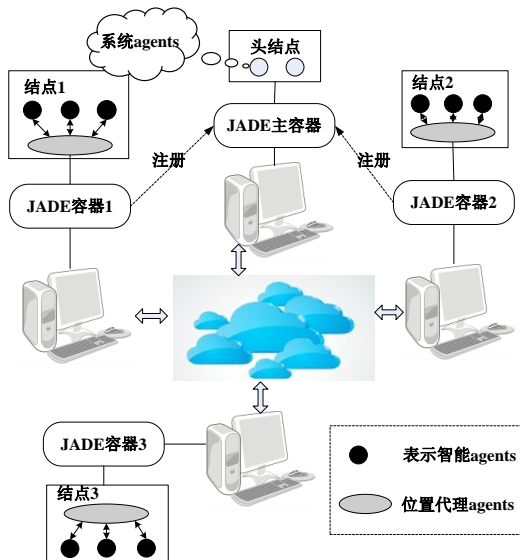 系统agents
头结点
结点1
结点2
JADE主容器
注册
注册
JADE容器1
JADE容器2
JADE容器3
结点3
表示智能agents
位置代理agents